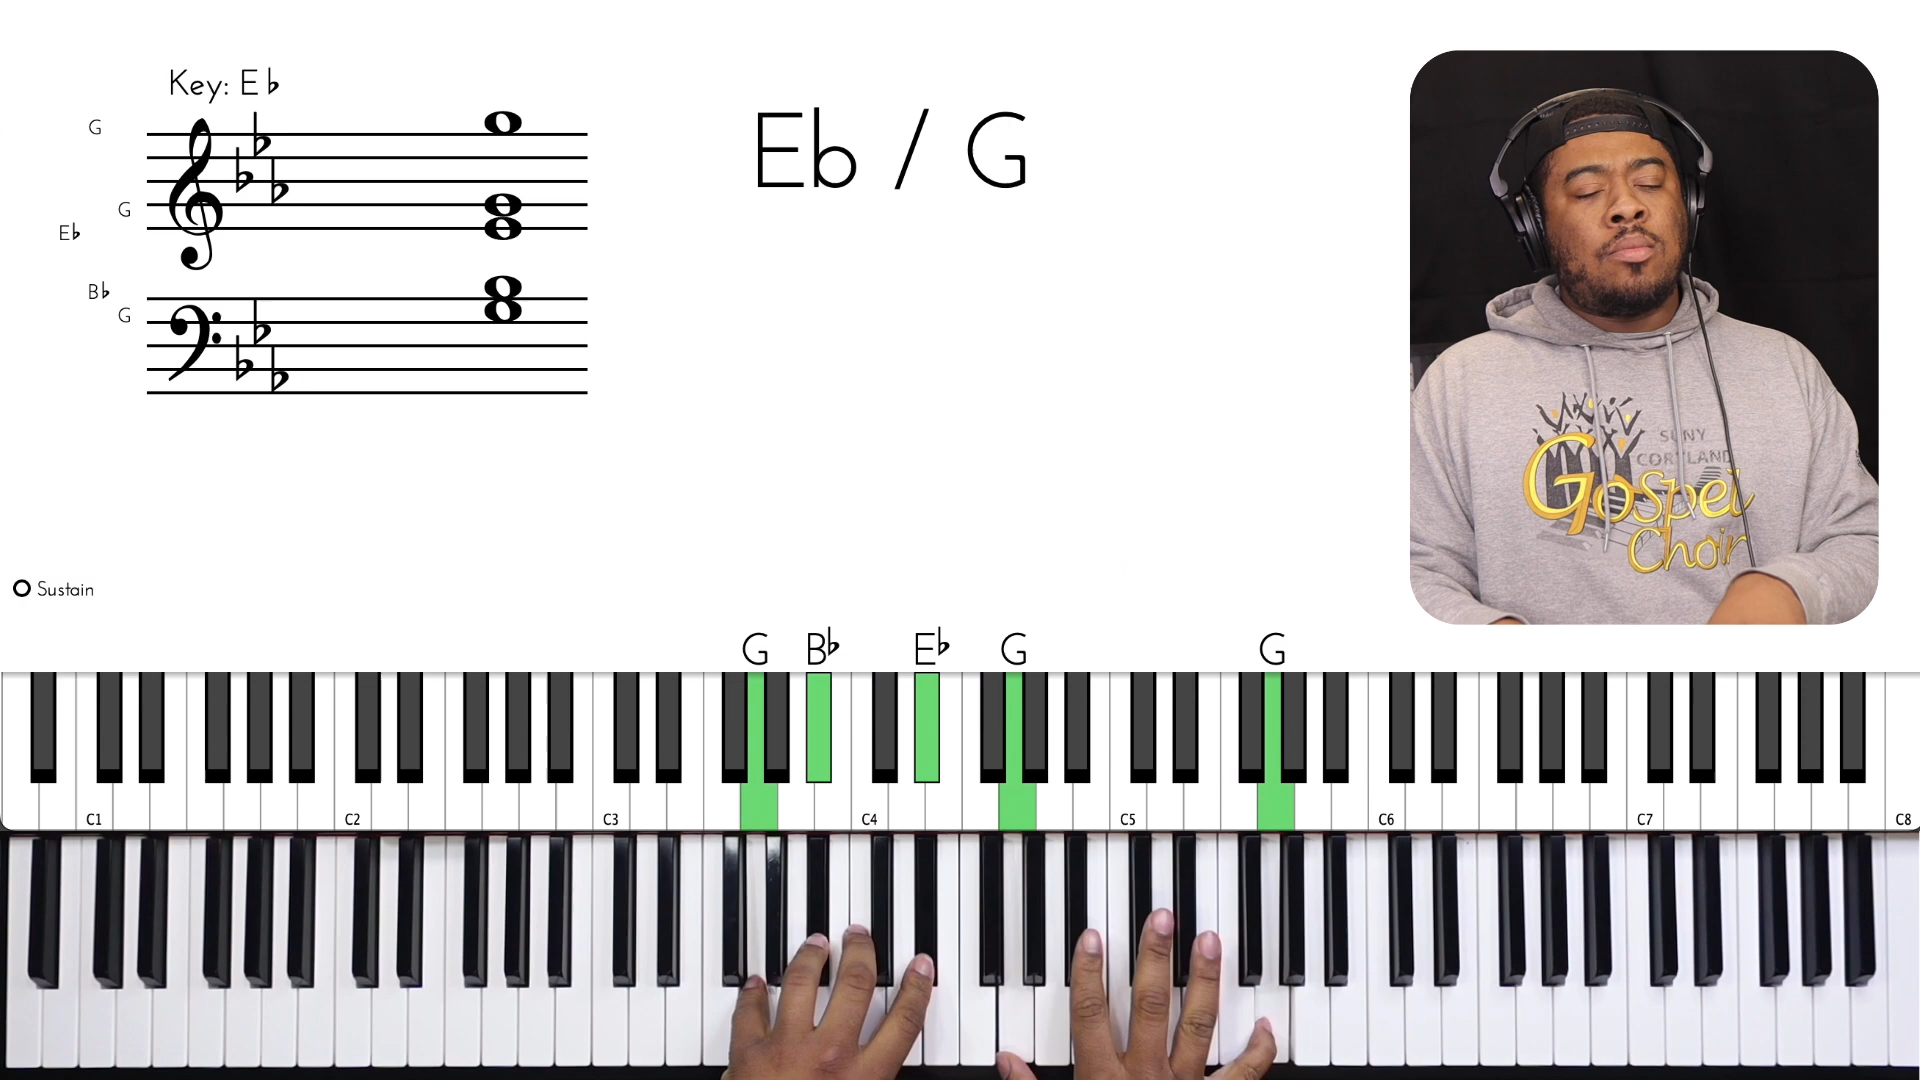 Key: E♭
G
G
E♭
B♭
G
Eb / G
SUNY
CORTLAND
Gospel
Choir
Sustain
G B♭ E♭ G G
C1 C2 C3 C4 C5 C6 C7 C8